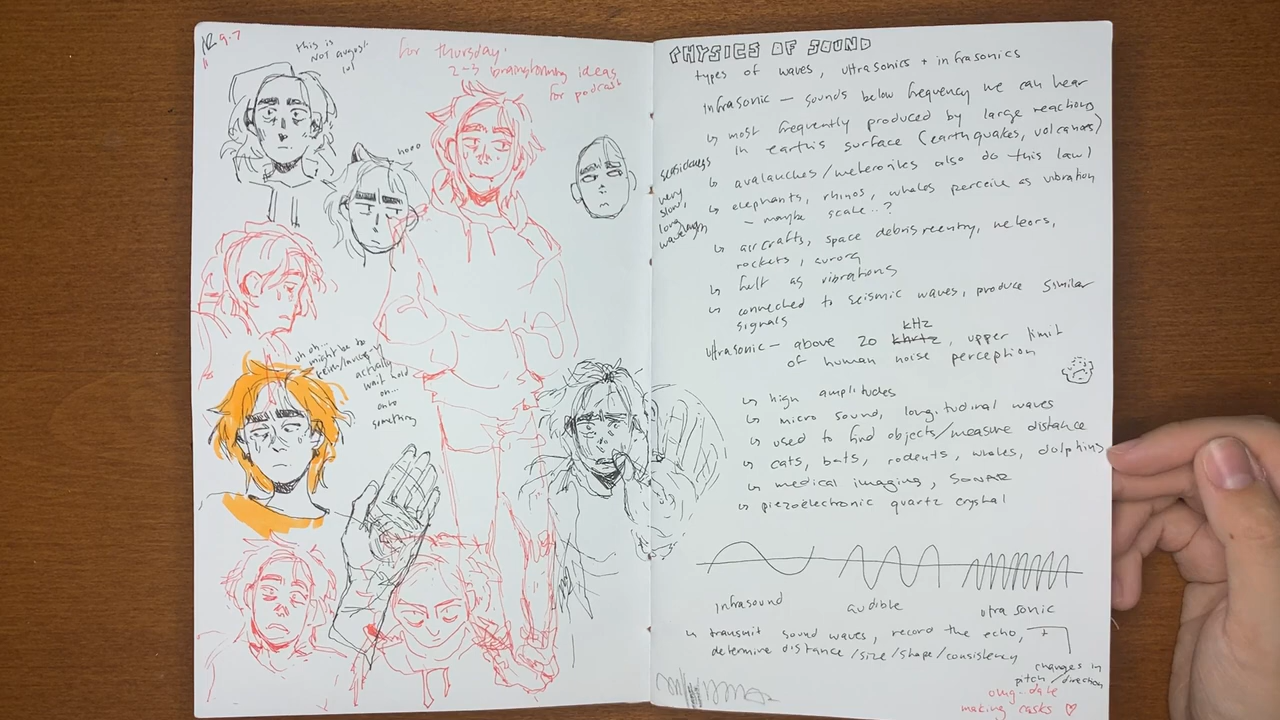 9.7
this is
NOT august
lol
for thursday:
2-3 brainstorming ideas
for podcast
uh oh...
might be to
actually
wait hold
on...
onto
something
PHYSICS OF SOUND
types of waves, ultrasonics + infrasonics
infrasonic — sounds below frequency we can hear
↳ most frequently produced by large reactions
in earths surface (earthquakes, volcanoes)
↳ avalanches/meteroites also do this law)
↳ elephants, rhinos, whales perceive as vibration
- maybe scale..?
very
slow,
long
wavelength
↳ aircrafts, space debris reentry, meteors,
rockets, aurora
↳ felt as vibrations
↳ connected to seismic waves, produce similar
signals
ultrasonic — above 20 kHz, upper limit
of human noise perception
↳ high amplitudes
↳ micro sound, longitudinal waves
↳ used to find objects/measure distance
↳ cats, bats, rodents, whales, dolphins
↳ medical imaging, SONAR
↳ piezoelectronic quartz crystal
infrasound audible utrasonic
↳ transmit sound waves, record the echo, +
determine distance/size/shape/consistency
changes in
pitch/direction
omg. date
making casks ♡